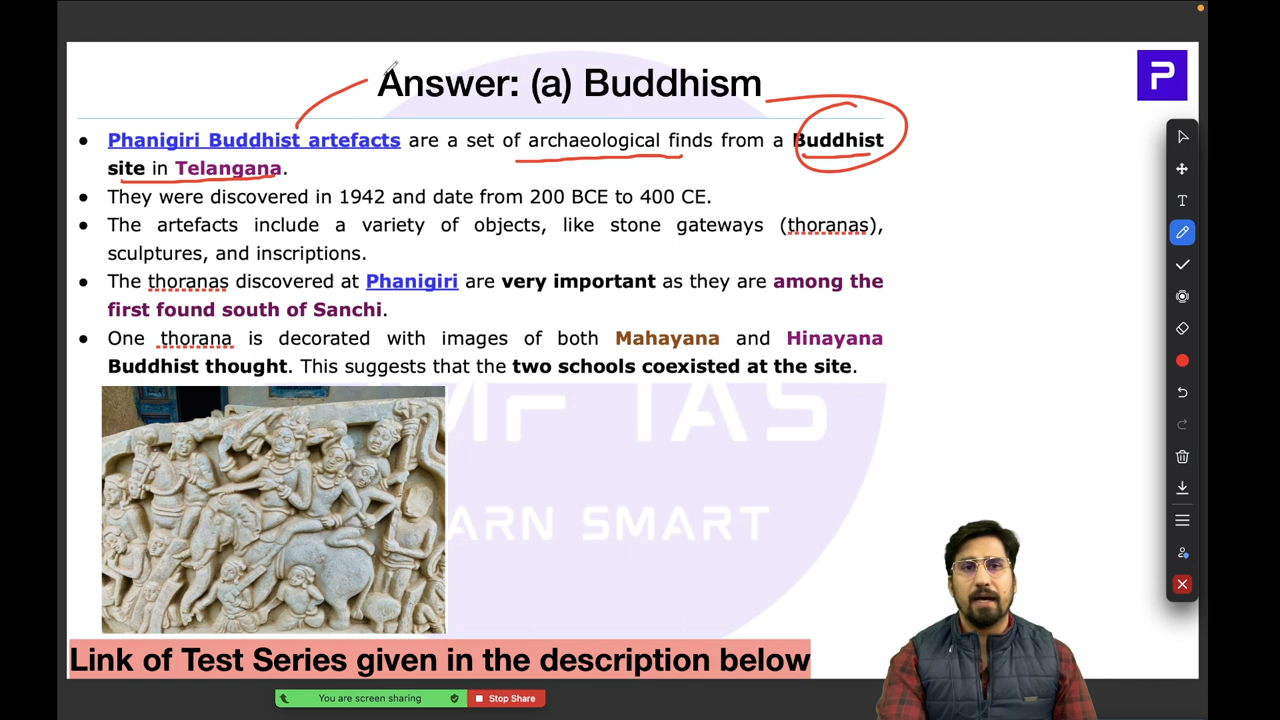 Answer: (a) Buddhism
P
● Phanigiri Buddhist artefacts are a set of archaeological finds from a Buddhist
site in Telangana.
● They were discovered in 1942 and date from 200 BCE to 400 CE.
● The artefacts include a variety of objects, like stone gateways (thoranas),
sculptures, and inscriptions.
● The thoranas discovered at Phanigiri are very important as they are among the
first found south of Sanchi.
● One thorana is decorated with images of both Mahayana and Hinayana
Buddhist thought. This suggests that the two schools coexisted at the site.
MF IAS
ARN SMART
Link of Test Series given in the description below
You are screen sharing
Stop Share
T